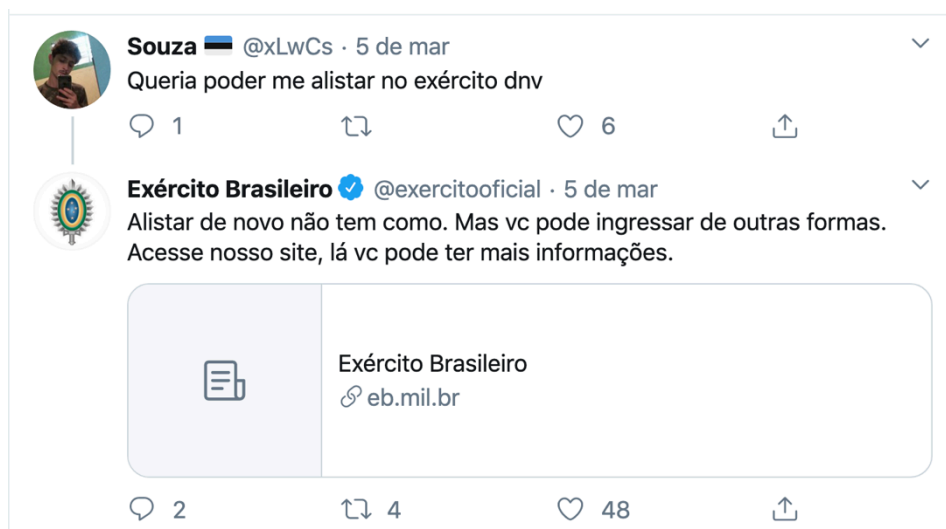 Souza @xLwCs · 5 de mar
Queria poder me alistar no exército dnv
1 6
Exército Brasileiro @exercitooficial · 5 de mar
Alistar de novo não tem como. Mas vc pode ingressar de outras formas.
Acesse nosso site, lá vc pode ter mais informações.
Exército Brasileiro
eb.mil.br
2 4 48